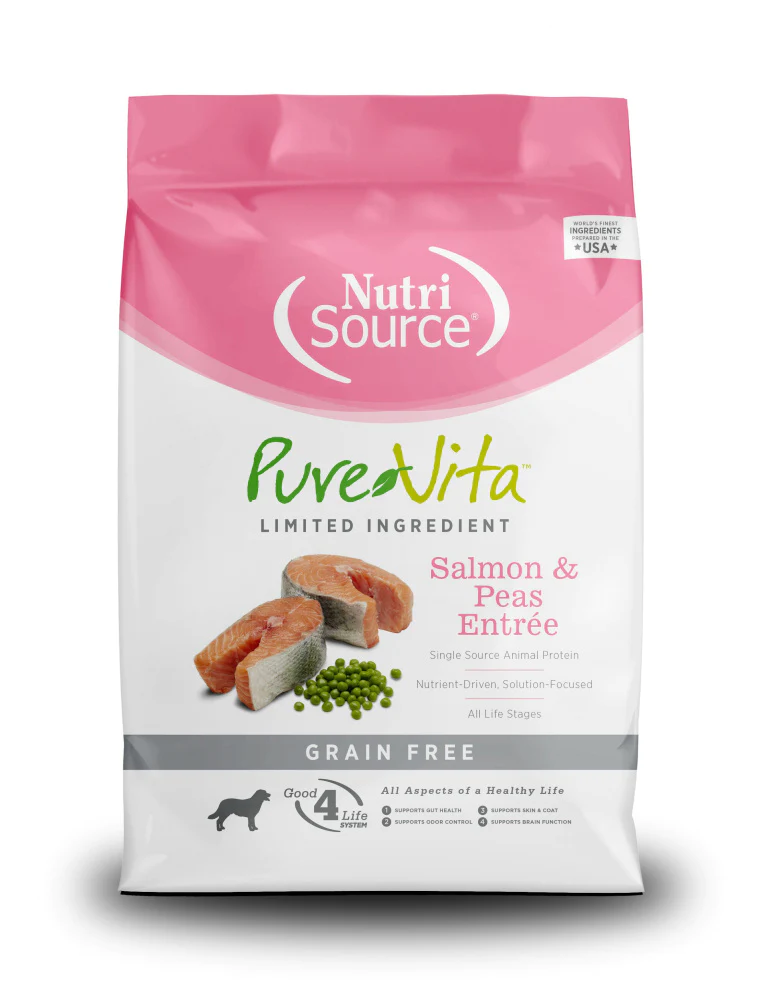 WORLD'S FINEST
INGREDIENTS
PREPARED IN THE
★USA★
Nutri
Source®
PureVita™
LIMITED INGREDIENT
Salmon &
Peas
Entrée
Single Source Animal Protein
Nutrient-Driven, Solution-Focused
All Life Stages
GRAIN FREE
Good
4
Life
SYSTEM
All Aspects of a Healthy Life
1 SUPPORTS GUT HEALTH
3 SUPPORTS SKIN & COAT
2 SUPPORTS ODOR CONTROL
4 SUPPORTS BRAIN FUNCTION